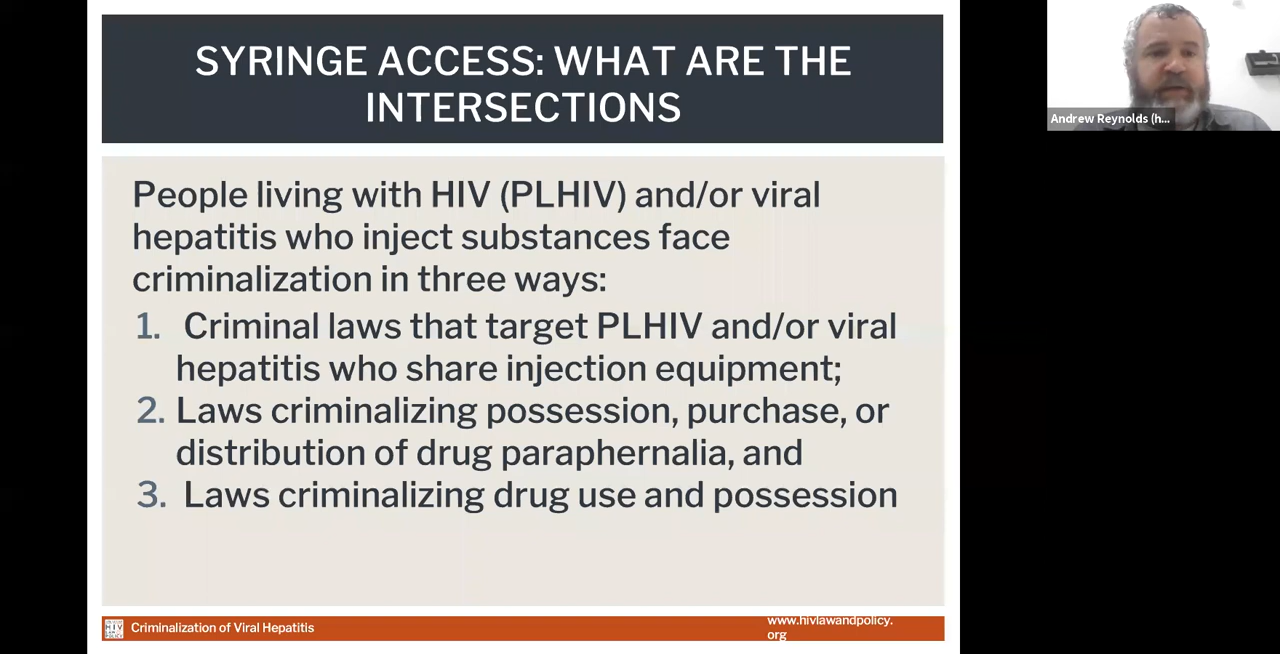 SYRINGE ACCESS: WHAT ARE THE
INTERSECTIONS
Andrew Reynolds (h...
People living with HIV (PLHIV) and/or viral
hepatitis who inject substances face
criminalization in three ways:
1. Criminal laws that target PLHIV and/or viral
hepatitis who share injection equipment;
2. Laws criminalizing possession, purchase, or
distribution of drug paraphernalia, and
3. Laws criminalizing drug use and possession
HIV
Criminalization of Viral Hepatitis
www.hivlawandpolicy.
org